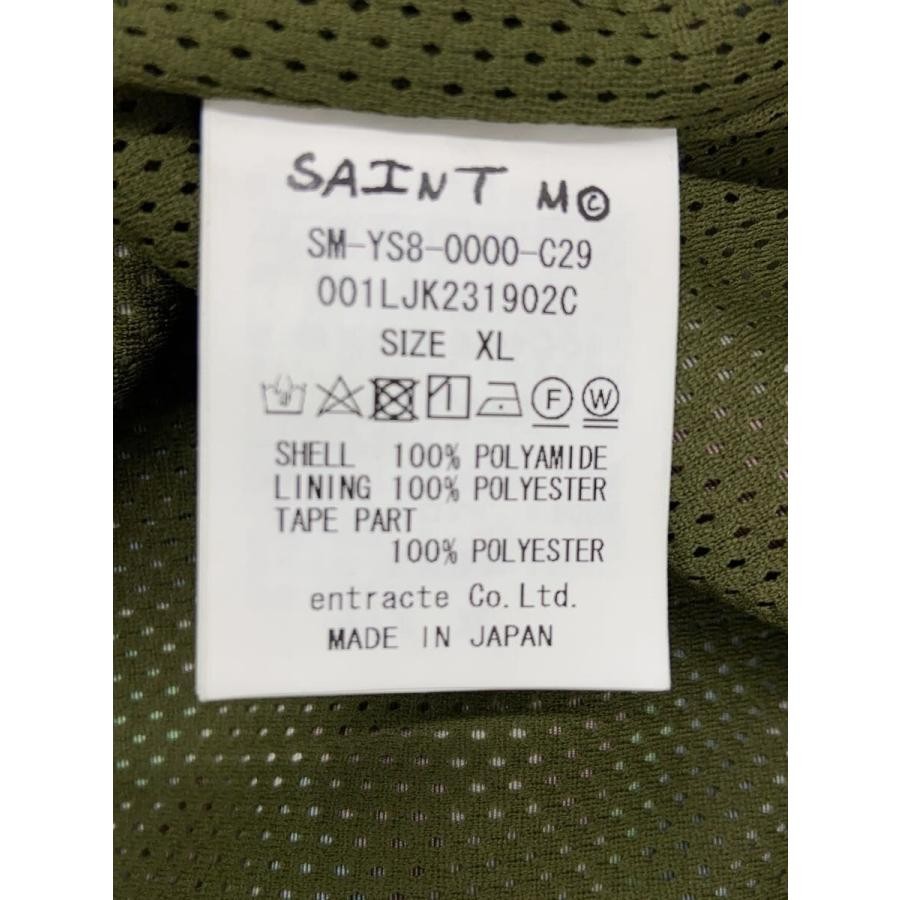 SAINT M©
SM-YS8-0000-C29
001LJK231902C
SIZE XL
F W
SHELL 100% POLYAMIDE
LINING 100% POLYESTER
TAPE PART
100% POLYESTER
entracte Co.Ltd.
MADE IN JAPAN